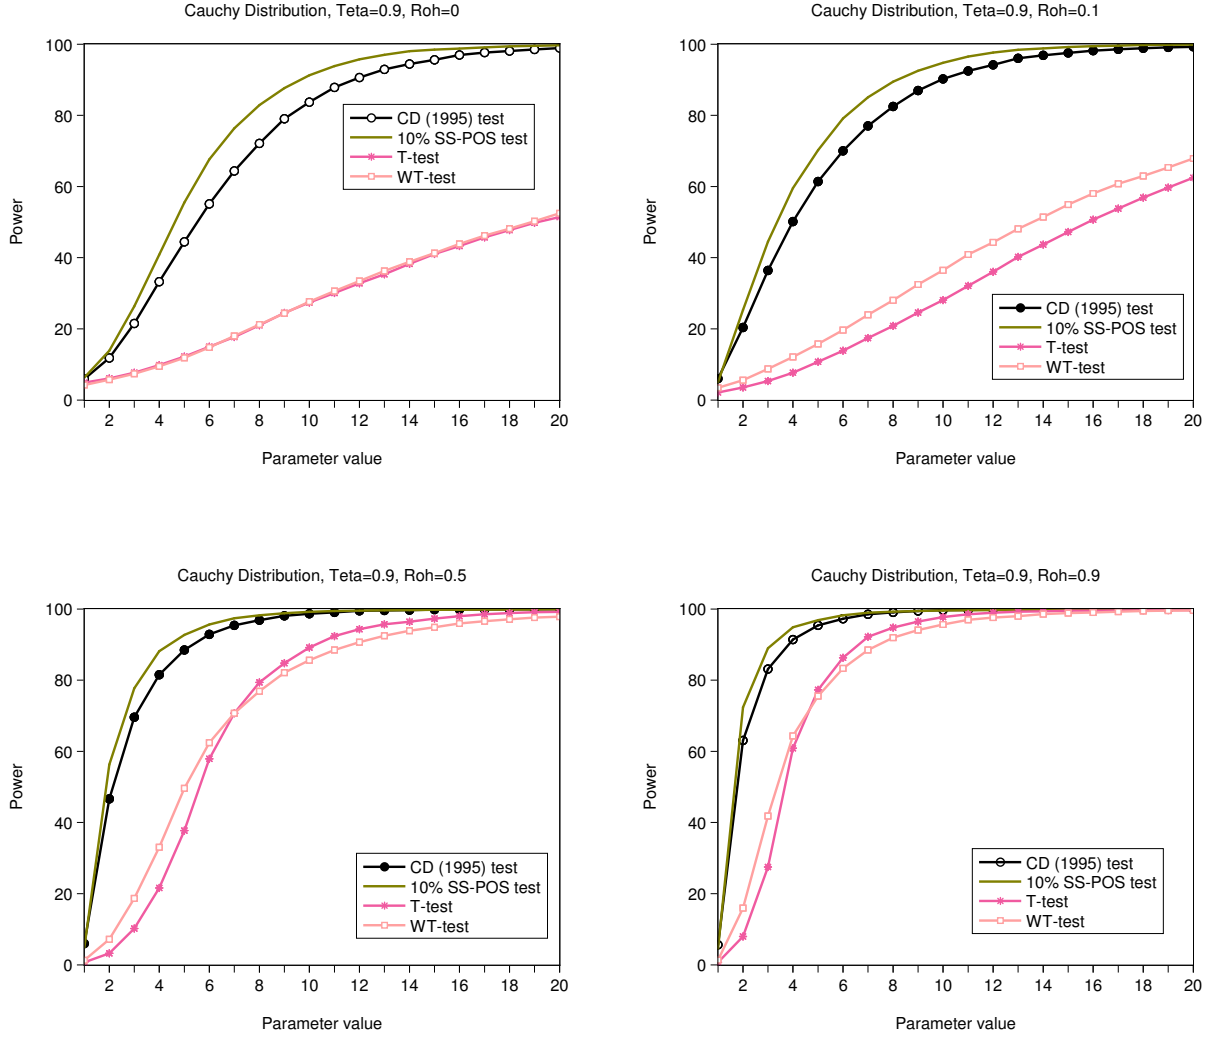 Cauchy Distribution, Teta=0.9, Roh=0
100
80
60
40
20
0
Power
2 4 6 8 10 12 14 16 18 20
Parameter value
CD (1995) test
10% SS-POS test
T-test
WT-test
Cauchy Distribution, Teta=0.9, Roh=0.1
100
80
60
40
20
0
Power
2 4 6 8 10 12 14 16 18 20
Parameter value
CD (1995) test
10% SS-POS test
T-test
WT-test
Cauchy Distribution, Teta=0.9, Roh=0.5
100
80
60
40
20
0
Power
2 4 6 8 10 12 14 16 18 20
Parameter value
CD (1995) test
10% SS-POS test
T-test
WT-test
Cauchy Distribution, Teta=0.9, Roh=0.9
100
80
60
40
20
0
Power
2 4 6 8 10 12 14 16 18 20
Parameter value
CD (1995) test
10% SS-POS test
T-test
WT-test